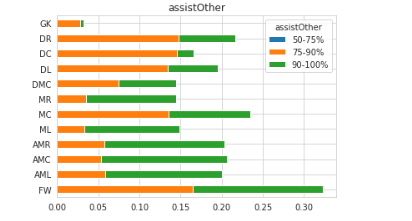 assistOther
GK
DR
DC
DL
DMC
MR
MC
ML
AMR
AMC
AML
FW
assistOther
50-75%
75-90%
90-100%
0.00 0.05 0.10 0.15 0.20 0.25 0.30